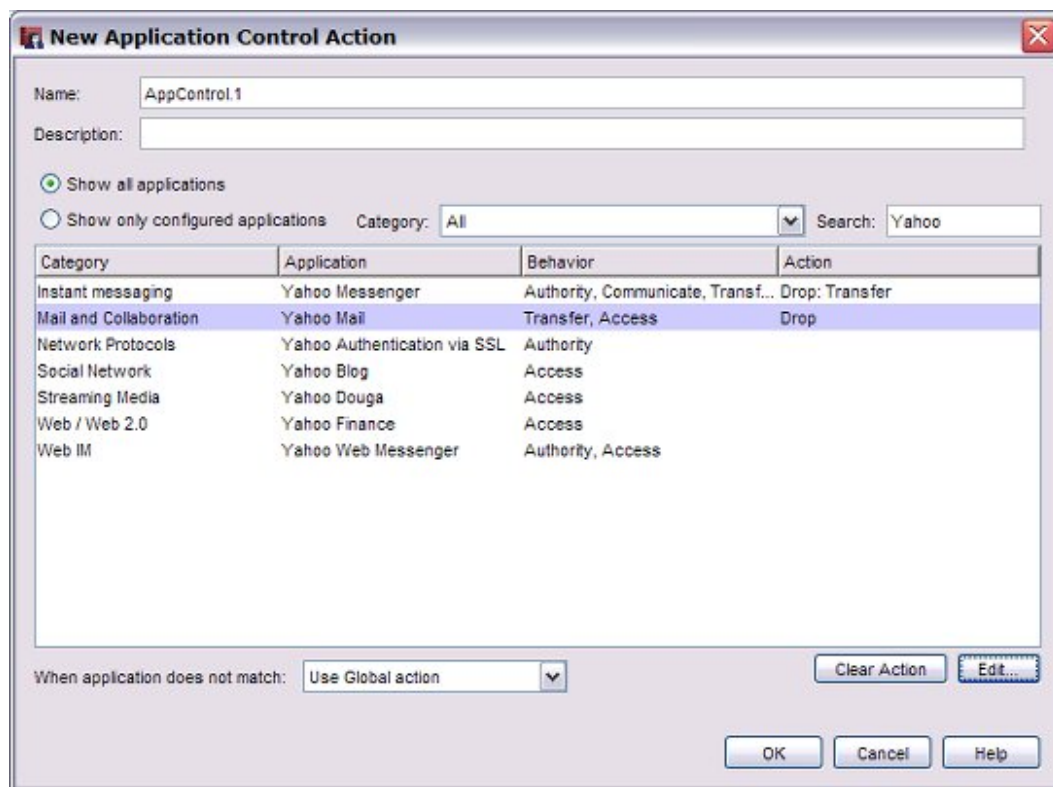 New Application Control Action
Name: AppControl.1
Description:
Show all applications
Show only configured applications Category: All Search: Yahoo
Category Application Behavior Action
Instant messaging Yahoo Messenger Authority, Communicate, Transf... Drop: Transfer
Mail and Collaboration Yahoo Mail Transfer, Access Drop
Network Protocols Yahoo Authentication via SSL Authority
Social Network Yahoo Blog Access
Streaming Media Yahoo Douga Access
Web / Web 2.0 Yahoo Finance Access
Web IM Yahoo Web Messenger Authority, Access
When application does not match: Use Global action Clear Action Edit...
OK Cancel Help